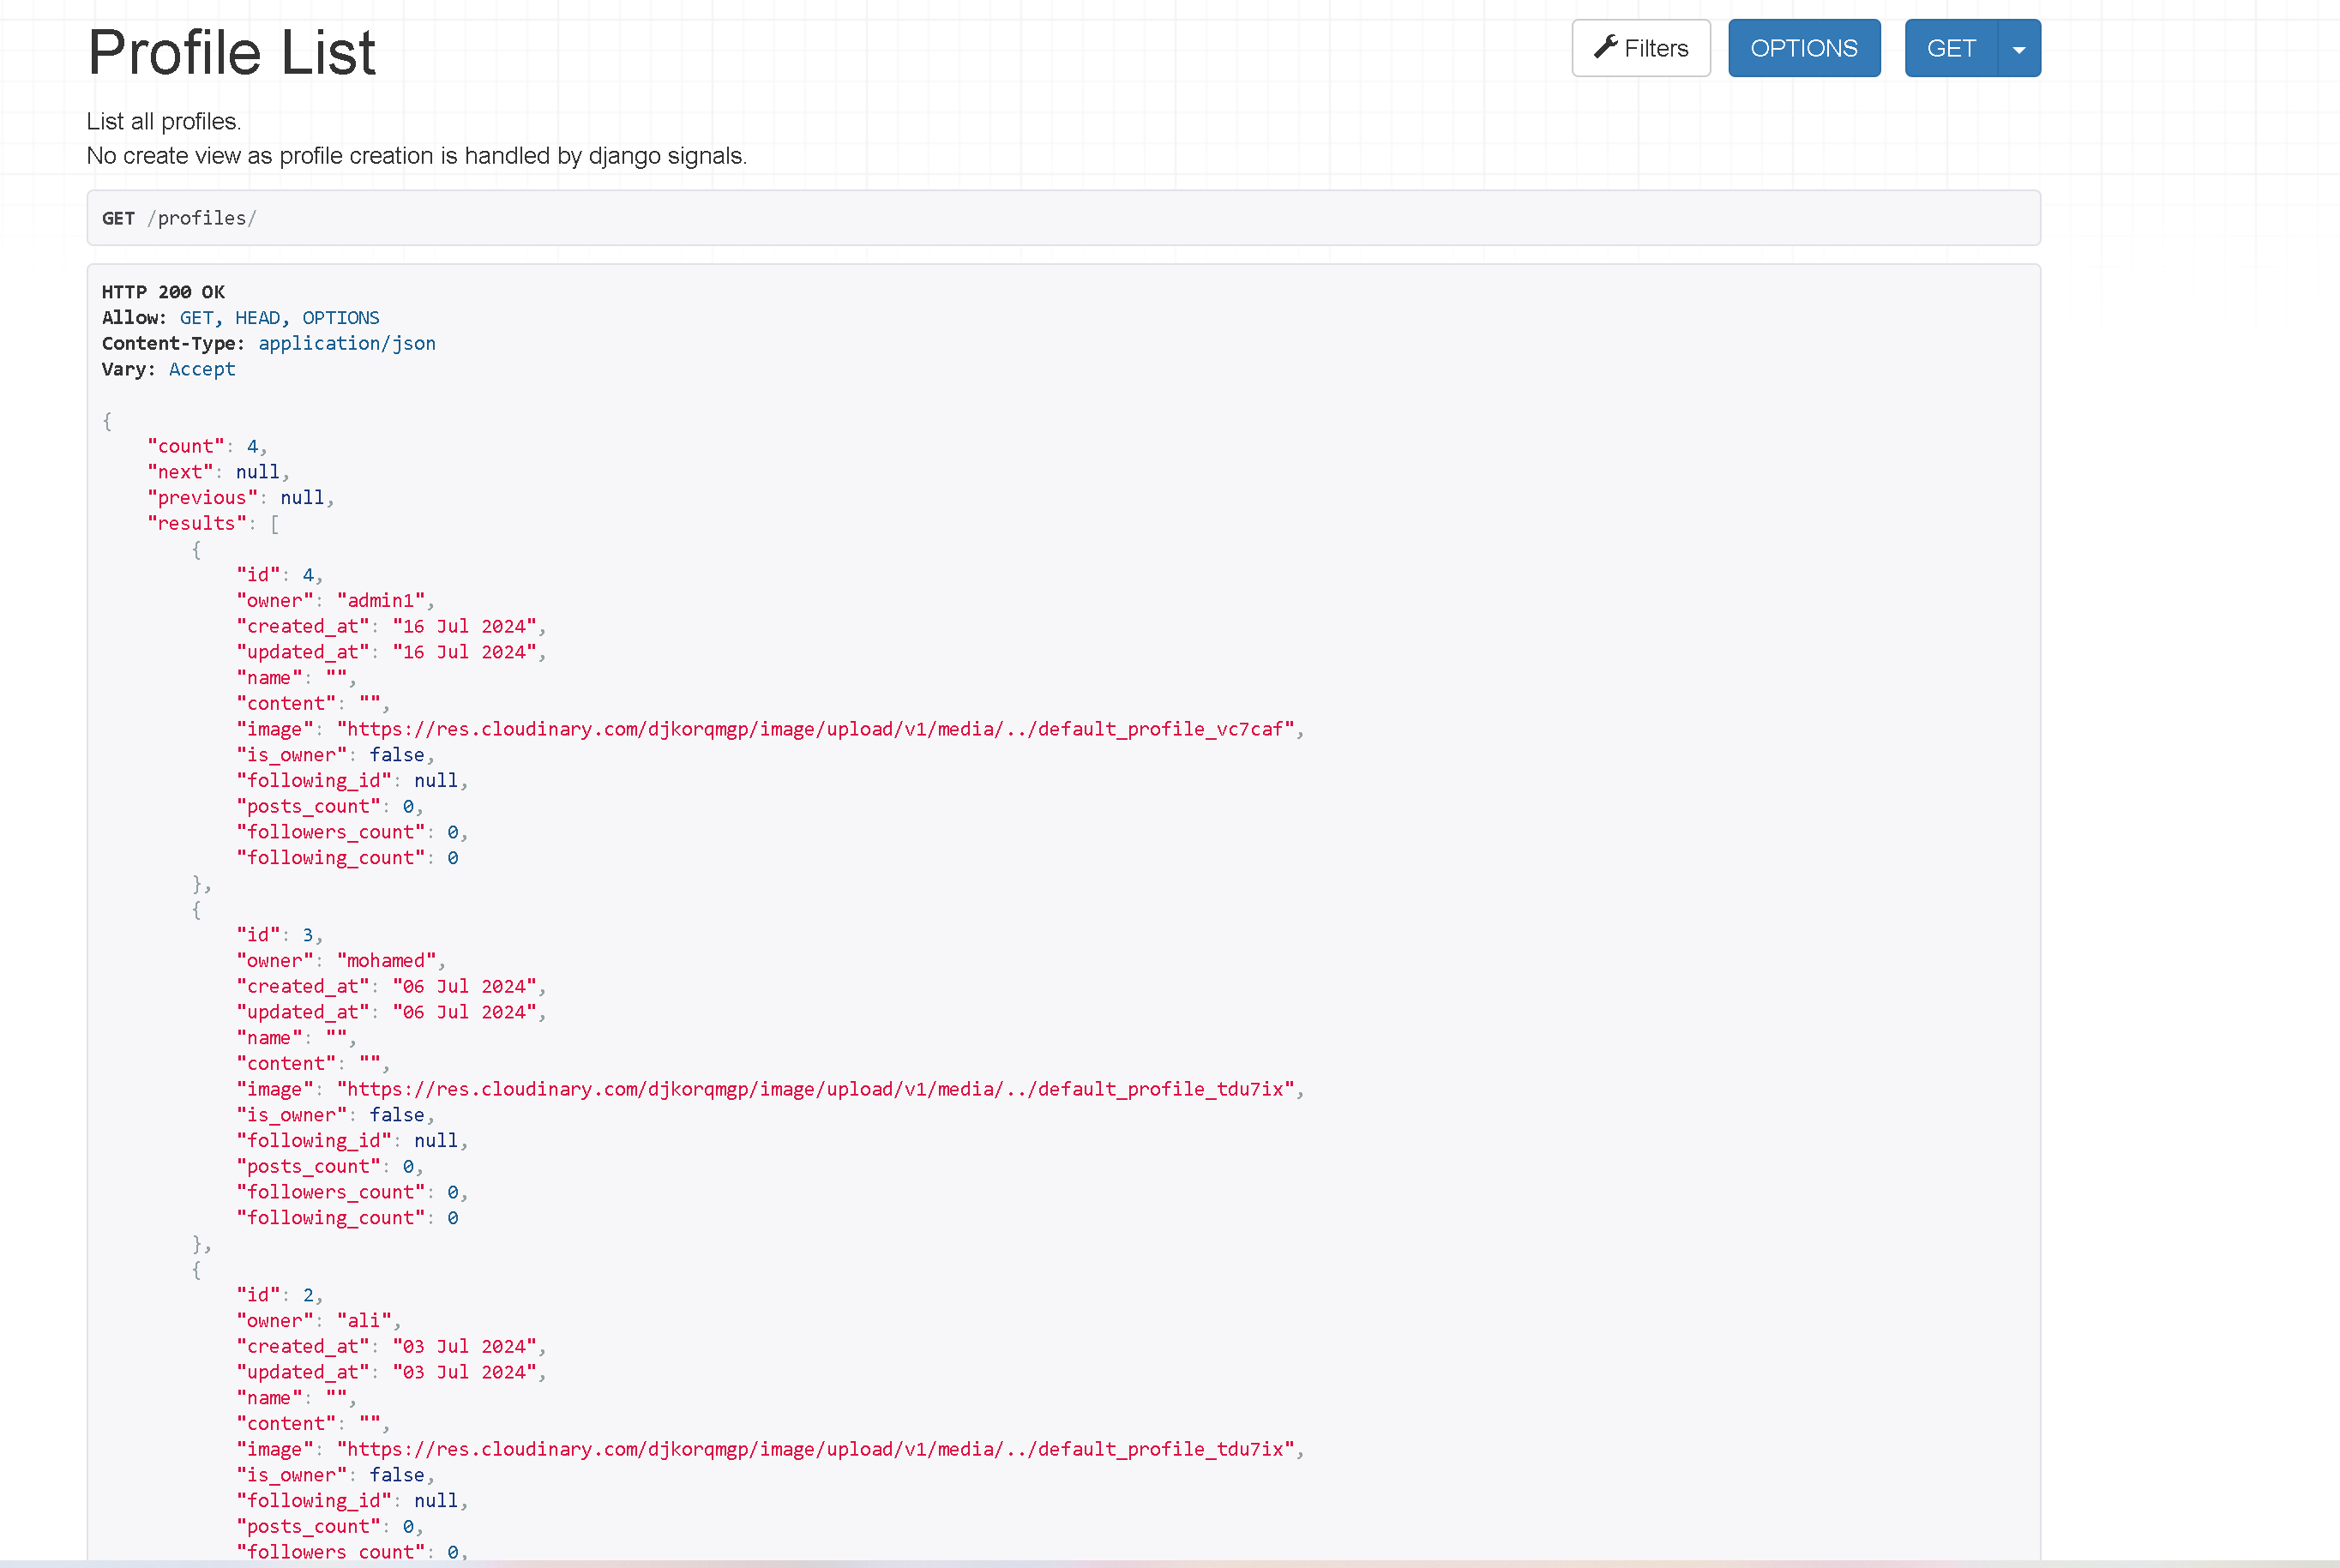 Profile List
Filters
OPTIONS
GET
List all profiles.
No create view as profile creation is handled by django signals.
GET /profiles/
HTTP 200 OK
Allow: GET, HEAD, OPTIONS
Content-Type: application/json
Vary: Accept
{
    "count": 4,
    "next": null,
    "previous": null,
    "results": [
        {
            "id": 4,
            "owner": "admin1",
            "created_at": "16 Jul 2024",
            "updated_at": "16 Jul 2024",
            "name": "",
            "content": "",
            "image": "https://res.cloudinary.com/djkorqmgp/image/upload/v1/media/../default_profile_vc7caf",
            "is_owner": false,
            "following_id": null,
            "posts_count": 0,
            "followers_count": 0,
            "following_count": 0
        },
        {
            "id": 3,
            "owner": "mohamed",
            "created_at": "06 Jul 2024",
            "updated_at": "06 Jul 2024",
            "name": "",
            "content": "",
            "image": "https://res.cloudinary.com/djkorqmgp/image/upload/v1/media/../default_profile_tdu7ix",
            "is_owner": false,
            "following_id": null,
            "posts_count": 0,
            "followers_count": 0,
            "following_count": 0
        },
        {
            "id": 2,
            "owner": "ali",
            "created_at": "03 Jul 2024",
            "updated_at": "03 Jul 2024",
            "name": "",
            "content": "",
            "image": "https://res.cloudinary.com/djkorqmgp/image/upload/v1/media/../default_profile_tdu7ix",
            "is_owner": false,
            "following_id": null,
            "posts_count": 0,
            "followers_count": 0,